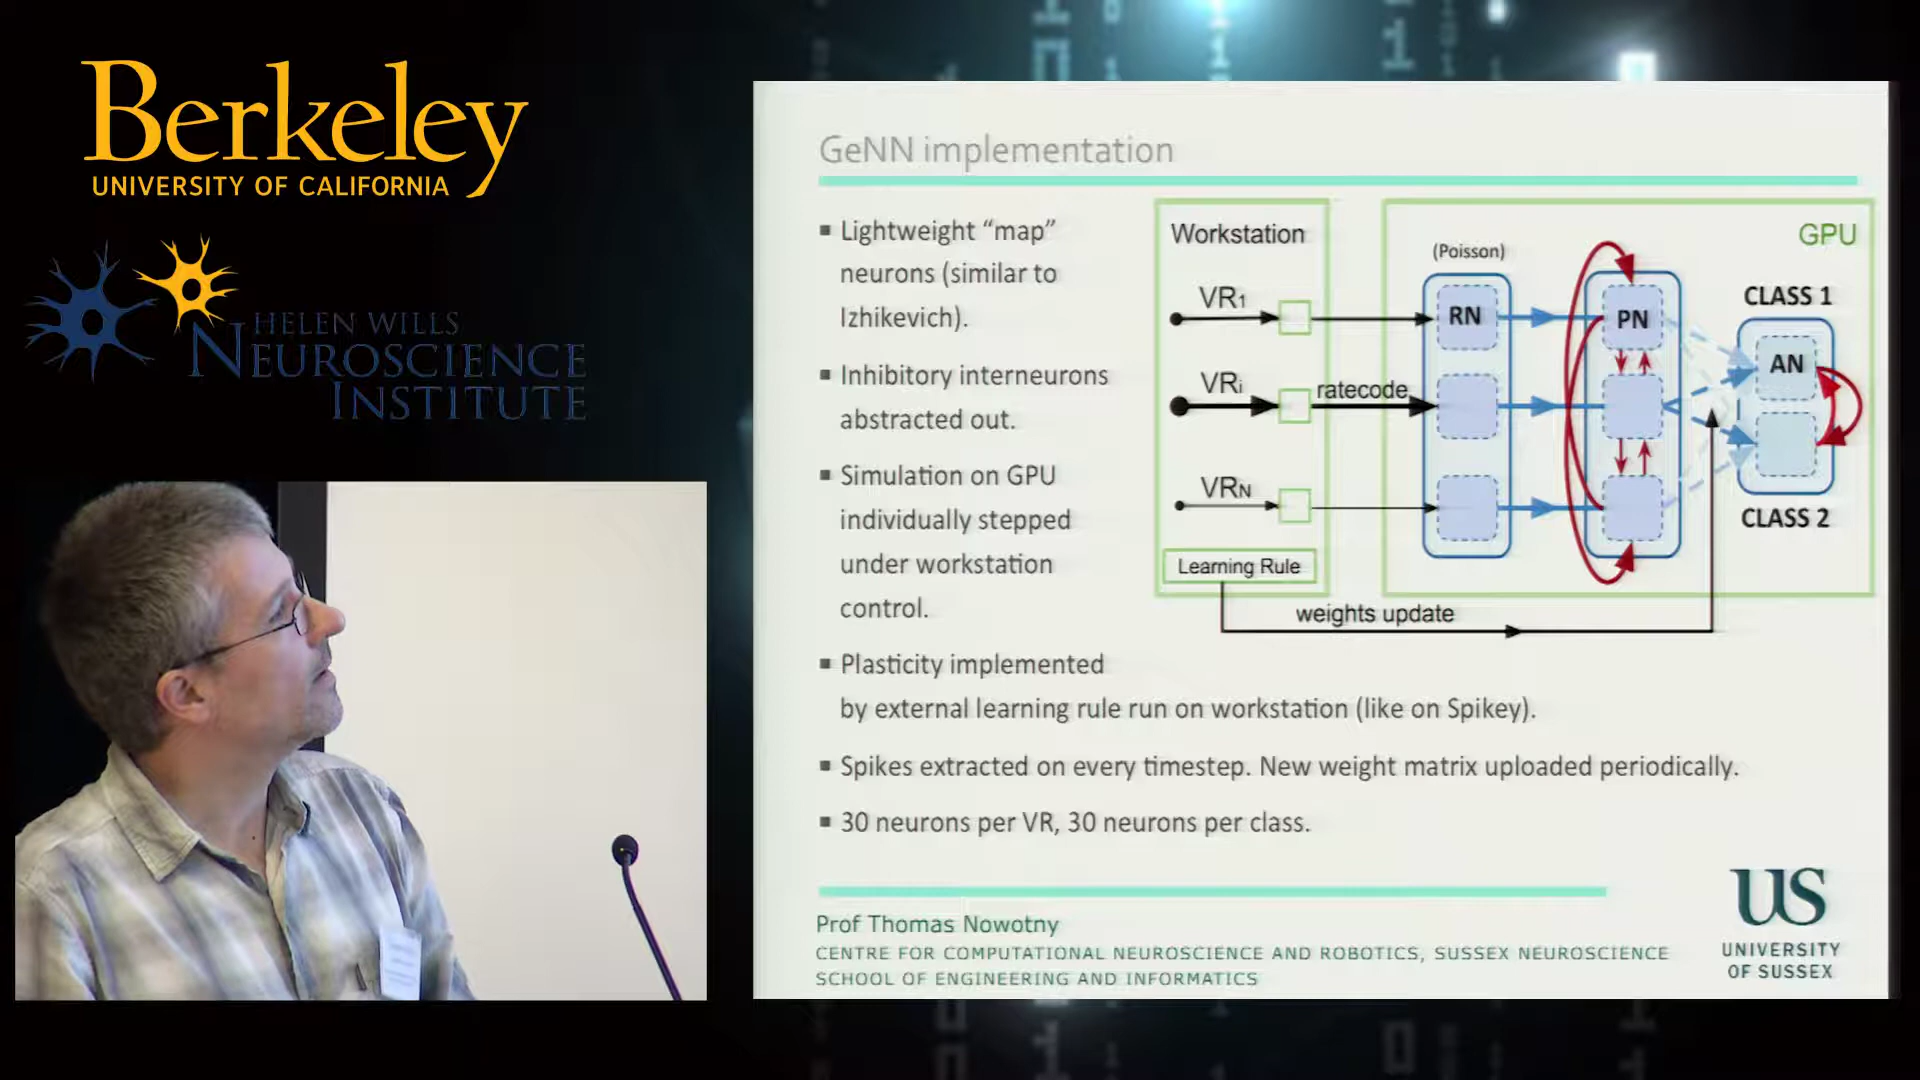 Berkeley
UNIVERSITY OF CALIFORNIA
HELEN WILLS
NEUROSCIENCE
INSTITUTE
GeNN implementation
▪ Lightweight “map”
neurons (similar to
Izhikevich).
▪ Inhibitory interneurons
abstracted out.
▪ Simulation on GPU
individually stepped
under workstation
control.
▪ Plasticity implemented
by external learning rule run on workstation (like on Spikey).
▪ Spikes extracted on every timestep. New weight matrix uploaded periodically.
▪ 30 neurons per VR, 30 neurons per class.
Workstation
VR1
VRi
VRN
Learning Rule
ratecode
weights update
GPU
(Poisson)
RN
PN
CLASS 1
AN
CLASS 2
Prof Thomas Nowotny
CENTRE FOR COMPUTATIONAL NEUROSCIENCE AND ROBOTICS, SUSSEX NEUROSCIENCE
SCHOOL OF ENGINEERING AND INFORMATICS
US
UNIVERSITY
OF SUSSEX